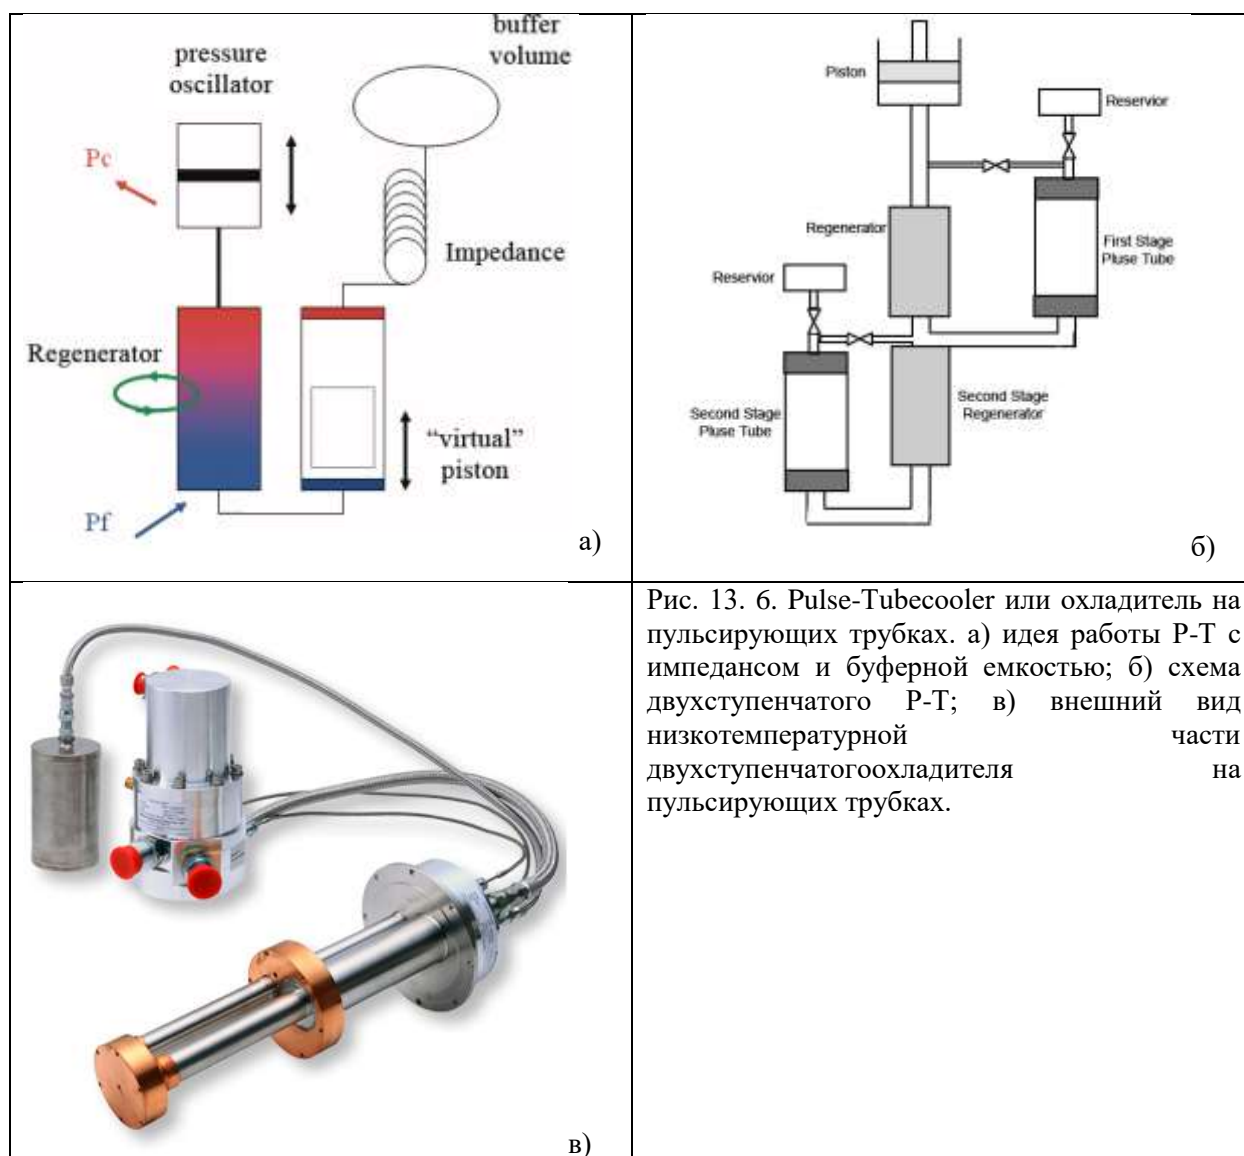 buffer
volume
pressure
oscillator
Pc
Impedance
Regenerator
“virtual”
piston
Pf
а)
Piston
Reservior
Regenerator
First Stage
Pluse Tube
Reservior
Second Stage
Pluse Tube
Second Stage
Regenerator
б)
в)
Рис. 13. 6. Pulse-Tubecooler или охладитель на
пульсирующих трубках. а) идея работы P-T с
импедансом и буферной емкостью; б) схема
двухступенчатого P-T; в) внешний вид
низкотемпературной части
двухступенчатогоохладителя на
пульсирующих трубках.